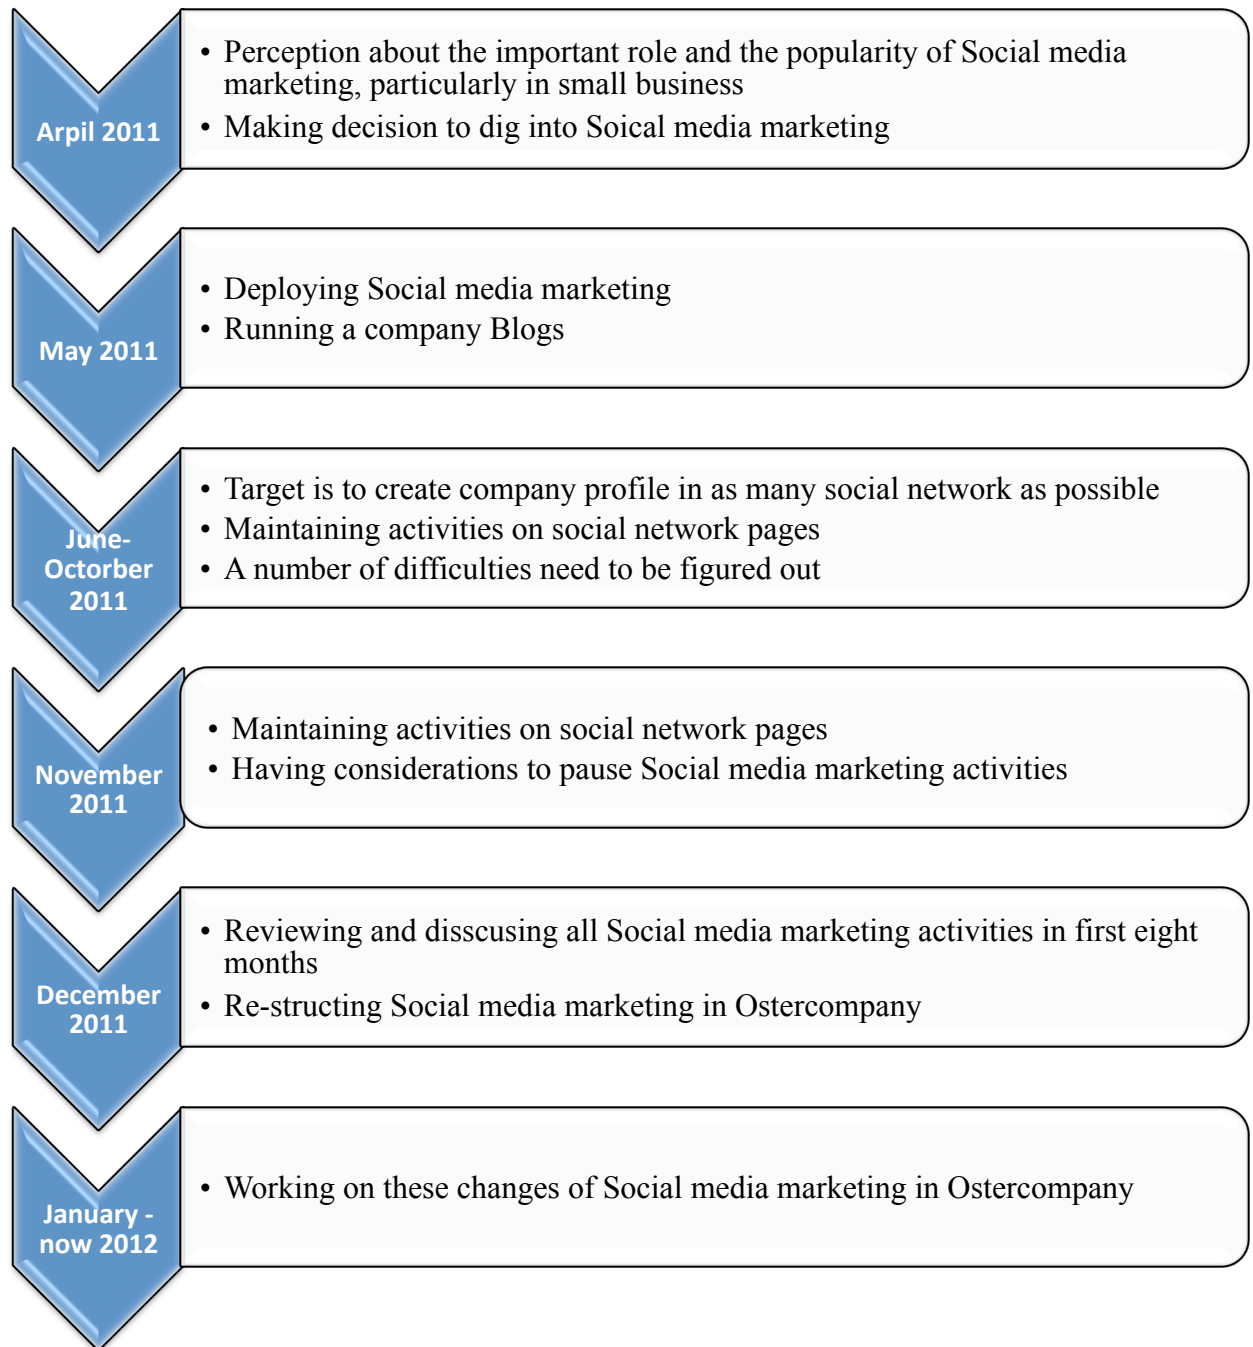 Arpil 2011
• Perception about the important role and the popularity of Social media
marketing, particularly in small business
• Making decision to dig into Soical media marketing
May 2011
• Deploying Social media marketing
• Running a company Blogs
June-
Octorber
2011
• Target is to create company profile in as many social network as possible
• Maintaining activities on social network pages
• A number of difficulties need to be figured out
November
2011
• Maintaining activities on social network pages
• Having considerations to pause Social media marketing activities
December
2011
• Reviewing and disscusing all Social media marketing activities in first eight
months
• Re-structing Social media marketing in Ostercompany
January -
now 2012
• Working on these changes of Social media marketing in Ostercompany